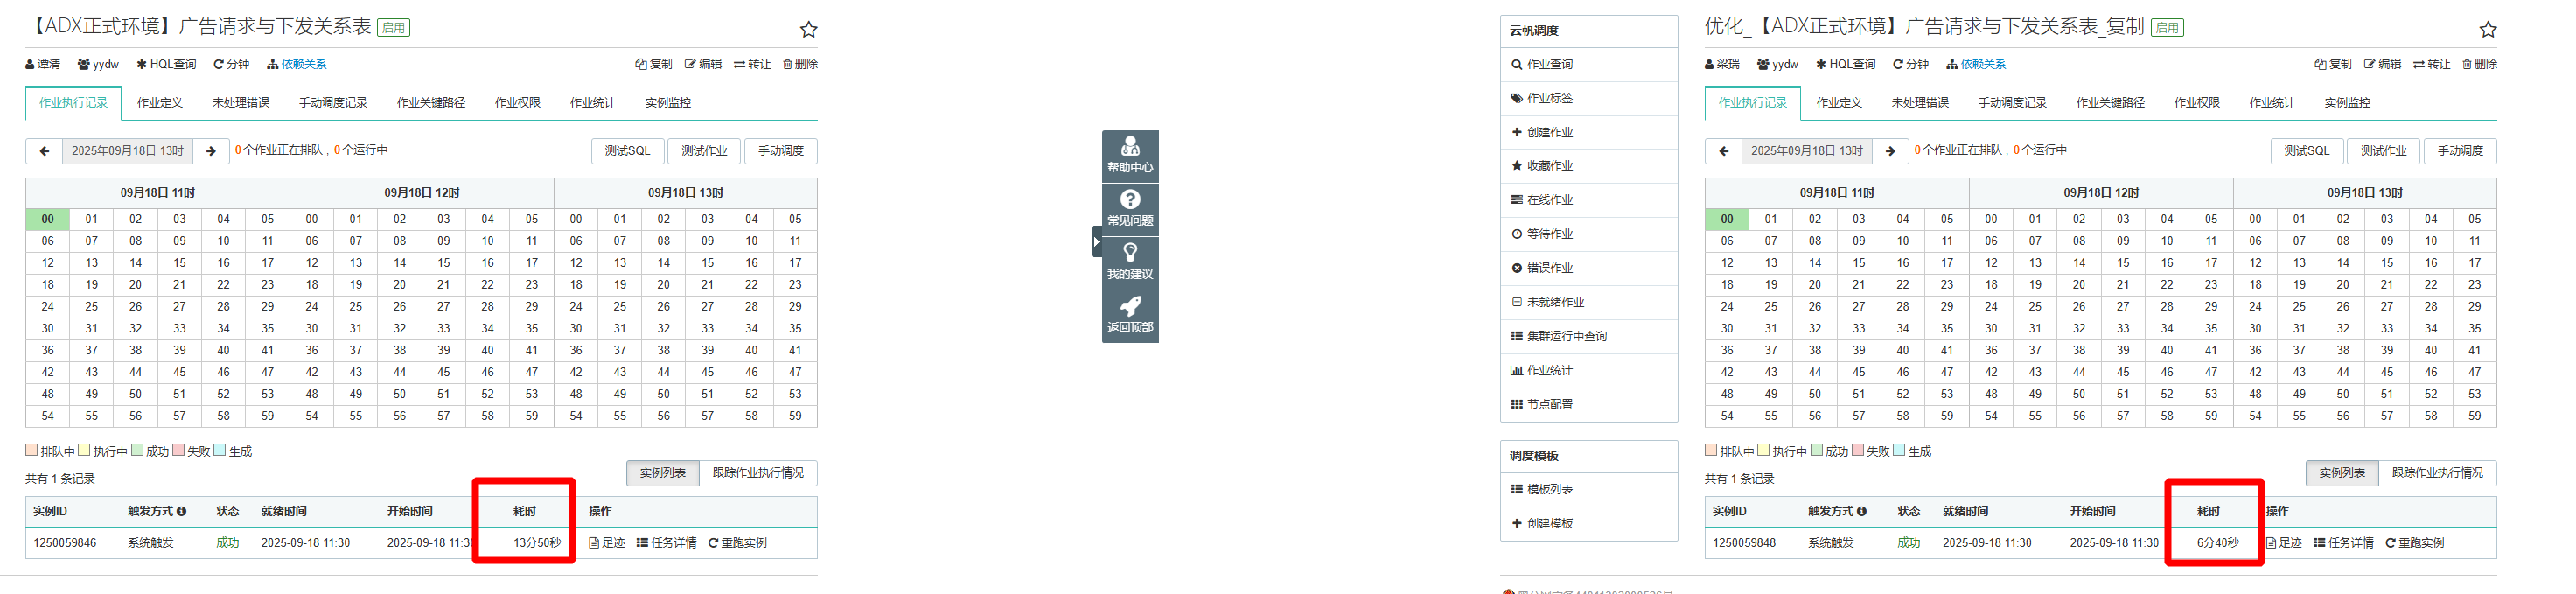 【ADX正式环境】广告请求与下发关系表 启用
谭清 yydw HQL查询 分钟 依赖关系 复制 编辑 转让 删除
作业执行记录 作业定义 未处理错误 手动调度记录 作业关键路径 作业权限 作业统计 实例监控
2025年09月18日 13时 0个作业正在排队，0个运行中 测试SQL 测试作业 手动调度
09月18日 11时 09月18日 12时 09月18日 13时
00 01 02 03 04 05 00 01 02 03 04 05 00 01 02 03 04 05
06 07 08 09 10 11 06 07 08 09 10 11 06 07 08 09 10 11
12 13 14 15 16 17 12 13 14 15 16 17 12 13 14 15 16 17
18 19 20 21 22 23 18 19 20 21 22 23 18 19 20 21 22 23
24 25 26 27 28 29 24 25 26 27 28 29 24 25 26 27 28 29
30 31 32 33 34 35 30 31 32 33 34 35 30 31 32 33 34 35
36 37 38 39 40 41 36 37 38 39 40 41 36 37 38 39 40 41
42 43 44 45 46 47 42 43 44 45 46 47 42 43 44 45 46 47
48 49 50 51 52 53 48 49 50 51 52 53 48 49 50 51 52 53
54 55 56 57 58 59 54 55 56 57 58 59 54 55 56 57 58 59
排队中 执行中 成功 失败 生成
共有 1 条记录 实例列表 跟踪作业执行情况
实例ID 触发方式 状态 就绪时间 开始时间 耗时 操作
1250059846 系统触发 成功 2025-09-18 11:30 2025-09-18 11:30 13分50秒 足迹 任务详情 重跑实例
帮助中心
常见问题
我的建议
返回顶部
云帆调度
作业查询
作业标签
创建作业
收藏作业
在线作业
等待作业
错误作业
未就绪作业
集群运行中查询
作业统计
节点配置
调度模板
模板列表
创建模板
优化_【ADX正式环境】广告请求与下发关系表_复制 启用
梁瑞 yydw HQL查询 分钟 依赖关系 复制 编辑 转让 删除
作业执行记录 作业定义 未处理错误 手动调度记录 作业关键路径 作业权限 作业统计 实例监控
2025年09月18日 13时 0个作业正在排队，0个运行中 测试SQL 测试作业 手动调度
09月18日 11时 09月18日 12时 09月18日 13时
00 01 02 03 04 05 00 01 02 03 04 05 00 01 02 03 04 05
06 07 08 09 10 11 06 07 08 09 10 11 06 07 08 09 10 11
12 13 14 15 16 17 12 13 14 15 16 17 12 13 14 15 16 17
18 19 20 21 22 23 18 19 20 21 22 23 18 19 20 21 22 23
24 25 26 27 28 29 24 25 26 27 28 29 24 25 26 27 28 29
30 31 32 33 34 35 30 31 32 33 34 35 30 31 32 33 34 35
36 37 38 39 40 41 36 37 38 39 40 41 36 37 38 39 40 41
42 43 44 45 46 47 42 43 44 45 46 47 42 43 44 45 46 47
48 49 50 51 52 53 48 49 50 51 52 53 48 49 50 51 52 53
54 55 56 57 58 59 54 55 56 57 58 59 54 55 56 57 58 59
排队中 执行中 成功 失败 生成
共有 1 条记录 实例列表 跟踪作业执行情况
实例ID 触发方式 状态 就绪时间 开始时间 耗时 操作
1250059848 系统触发 成功 2025-09-18 11:30 2025-09-18 11:30 6分40秒 足迹 任务详情 重跑实例